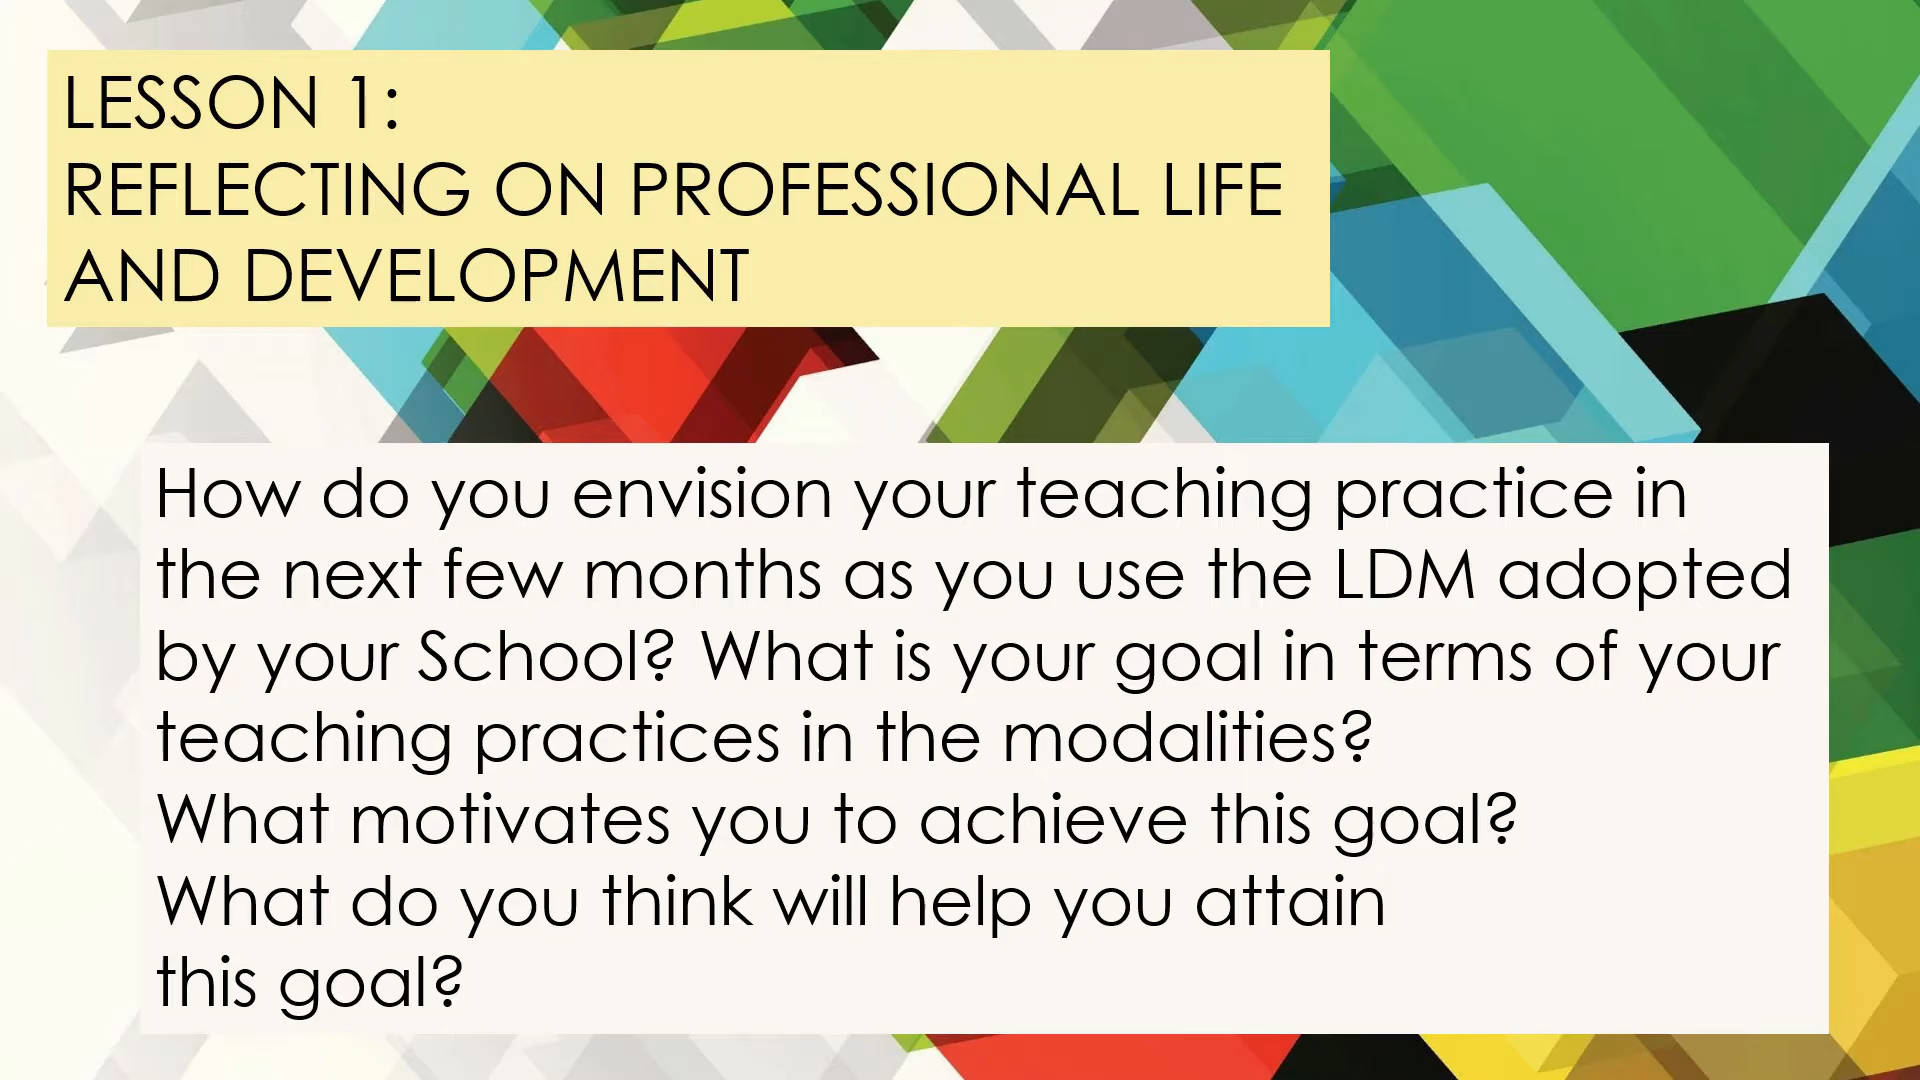 LESSON 1:
REFLECTING ON PROFESSIONAL LIFE
AND DEVELOPMENT
How do you envision your teaching practice in
the next few months as you use the LDM adopted
by your School? What is your goal in terms of your
teaching practices in the modalities?
What motivates you to achieve this goal?
What do you think will help you attain
this goal?